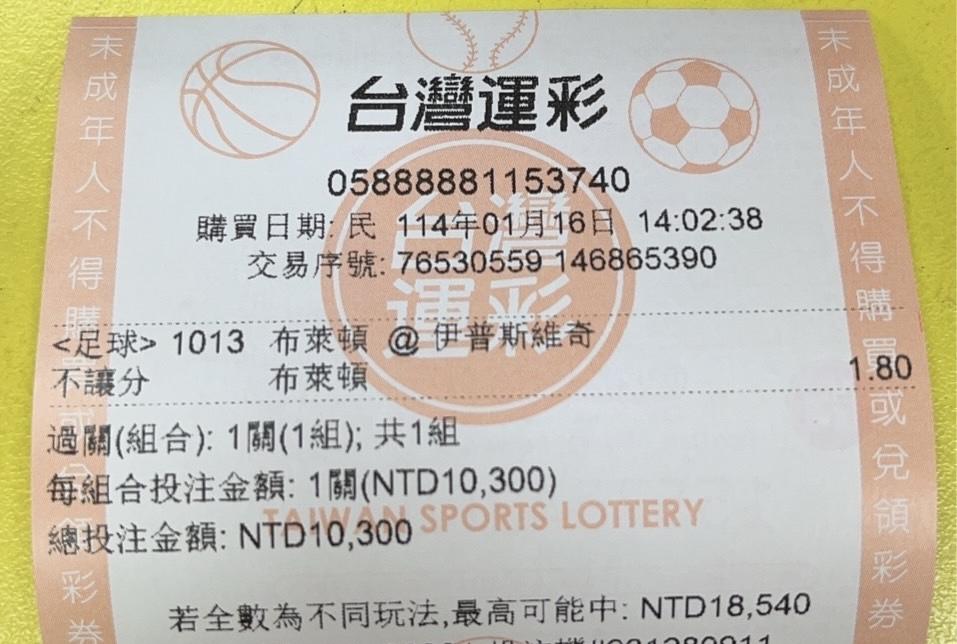 台灣運彩
05888881153740
購買日期: 民 114年01月16日 14:02:38
交易序號: 76530559 146865390
台灣
運彩
<足球> 1013 布萊頓 @ 伊普斯維奇
不讓分 布萊頓 1.80
過關(組合): 1關(1組); 共1組
每組合投注金額: 1關(NTD10,300)
TAIWAN SPORTS LOTTERY
總投注金額: NTD10,300
若全數為不同玩法,最高可能中: NTD18,540
未成年人不得購買或兌領彩券
未成年人不得購買或兌領彩券